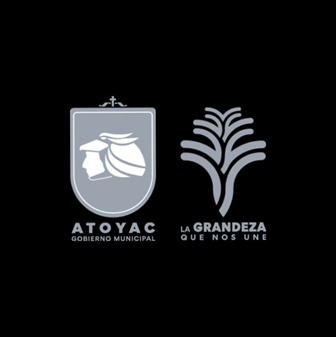 ATOYAC
GOBIERNO MUNICIPAL
LA GRANDEZA
QUE NOS UNE